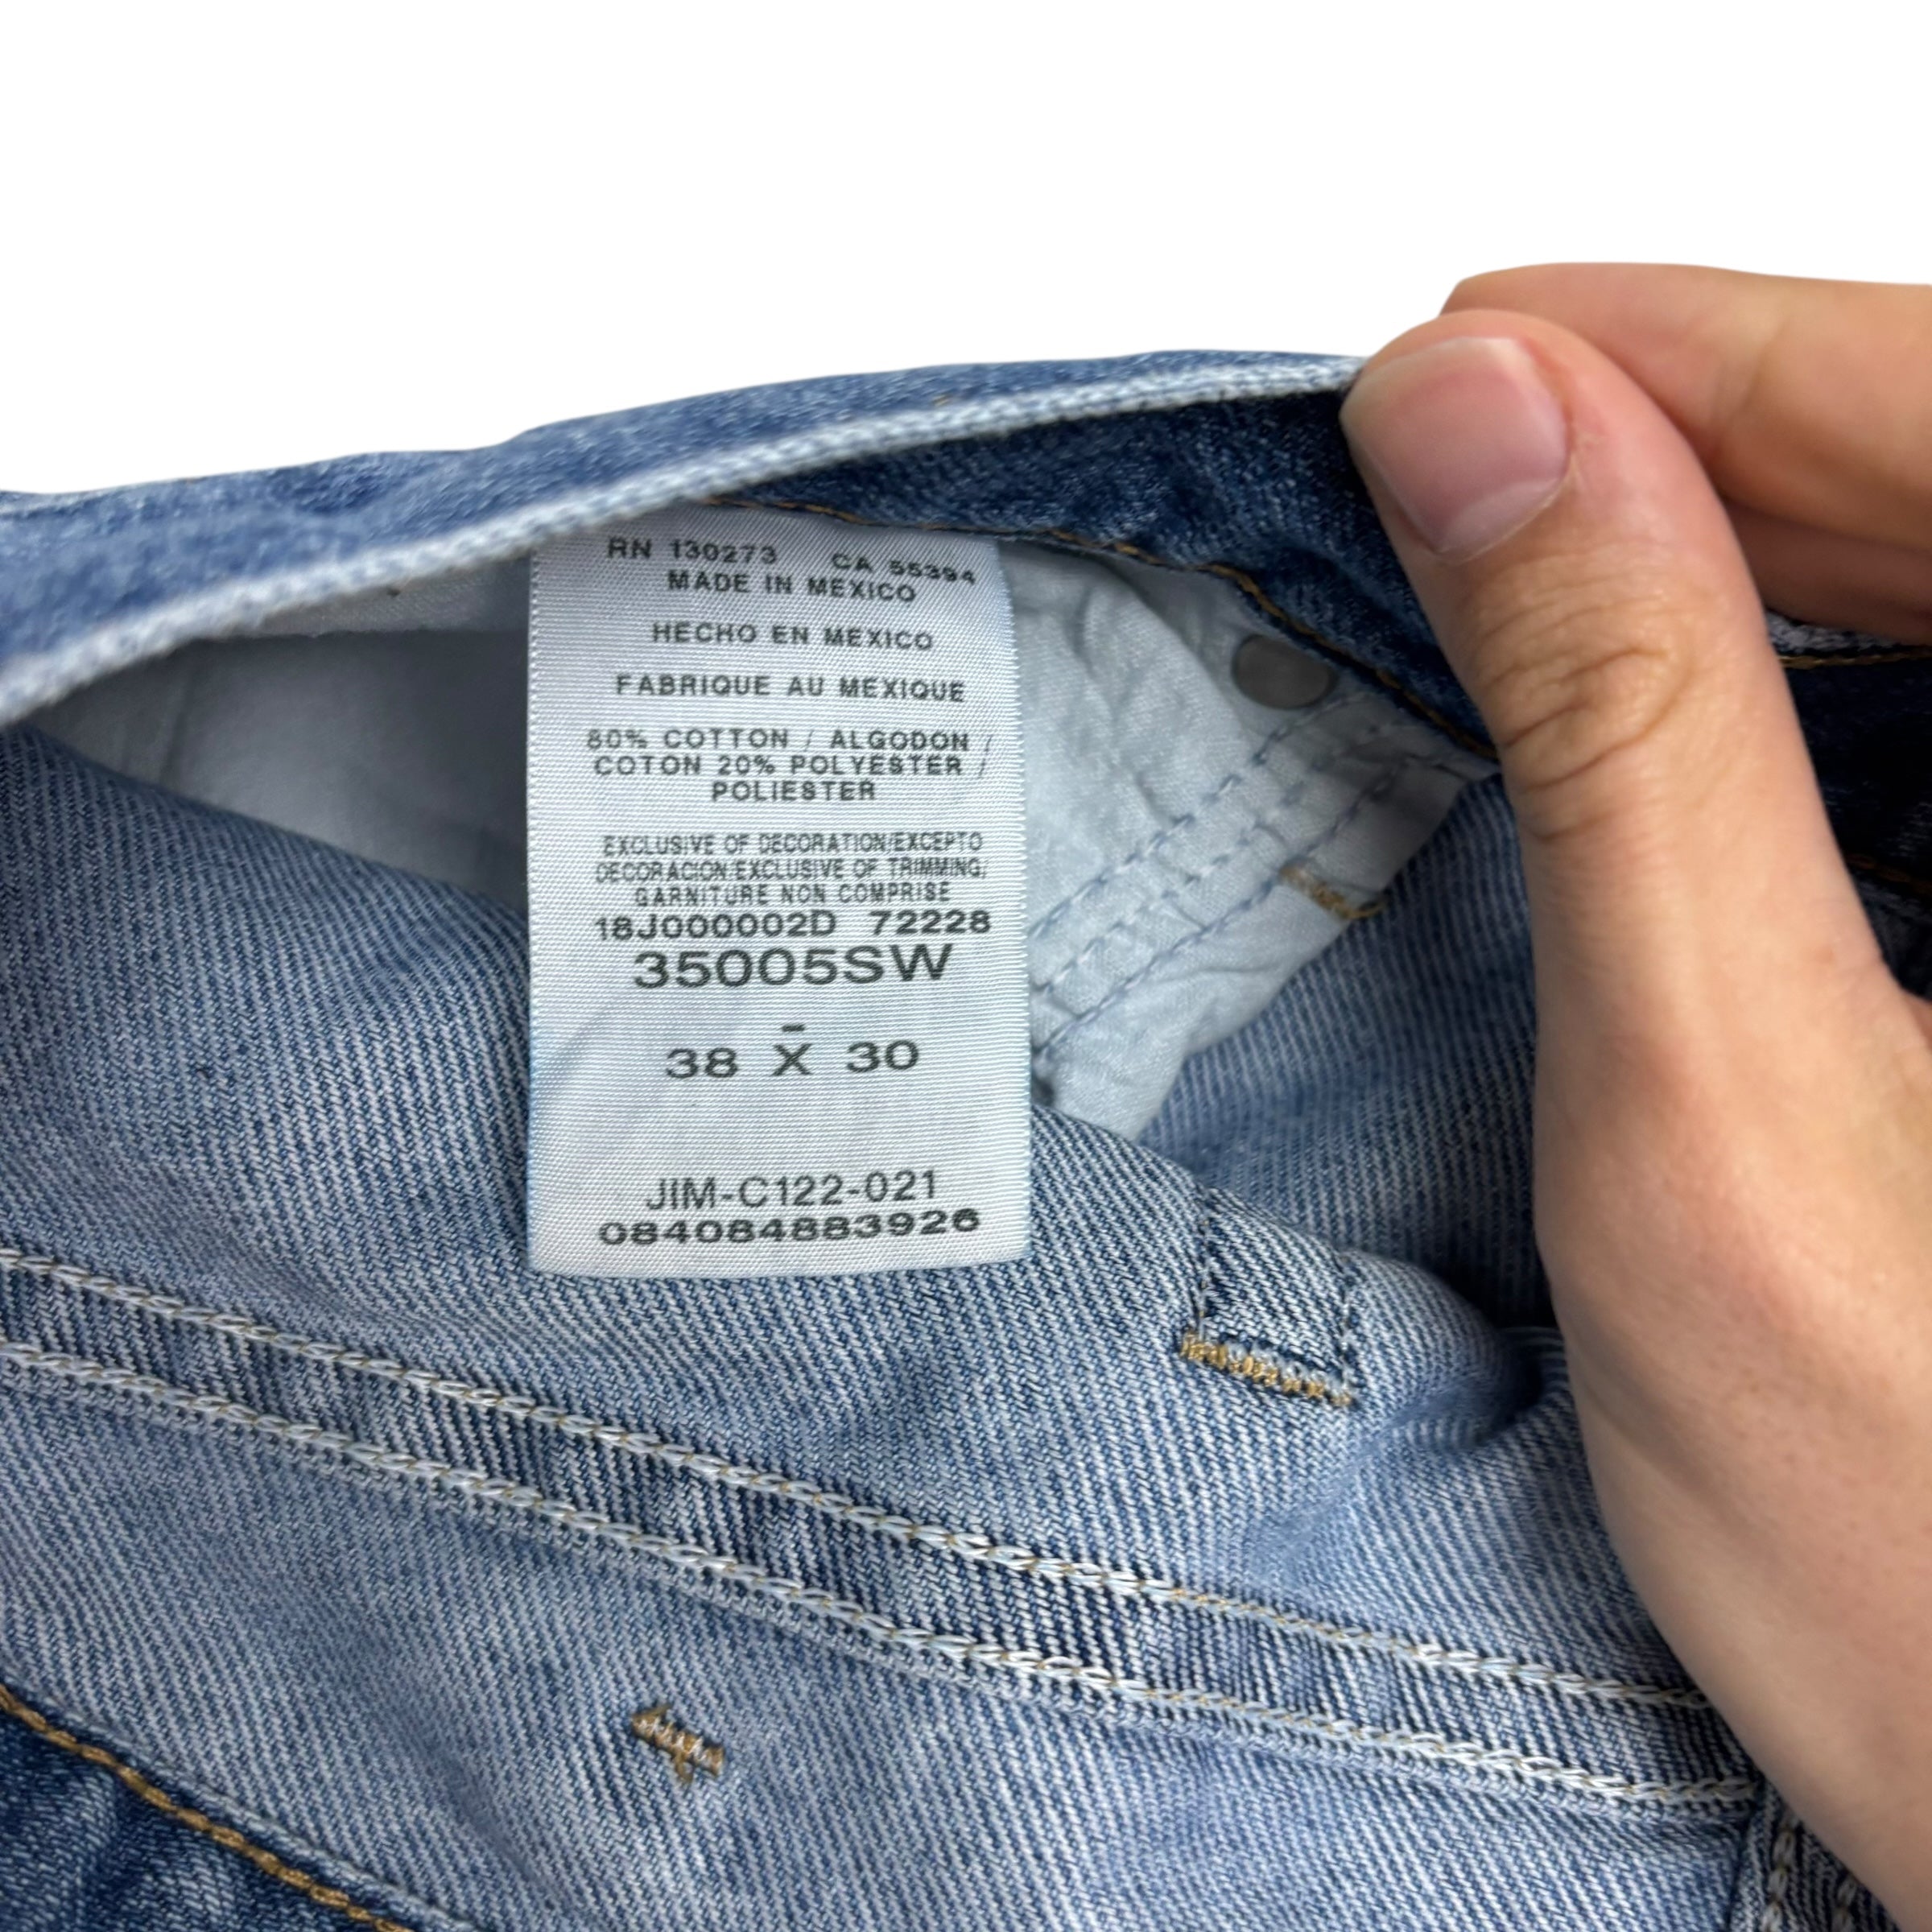 RN 130273 CA 55394
MADE IN MEXICO
HECHO EN MEXICO
FABRIQUE AU MEXIQUE
80% COTTON / ALGODON /
COTON 20% POLYESTER /
POLIESTER
EXCLUSIVE OF DECORATION/EXCEPTO
DECORACION/EXCLUSIVE OF TRIMMING/
GARNITURE NON COMPRISE
18J000002D 72228
35005SW
-
38 X 30
JIM-C122-021
084084883926